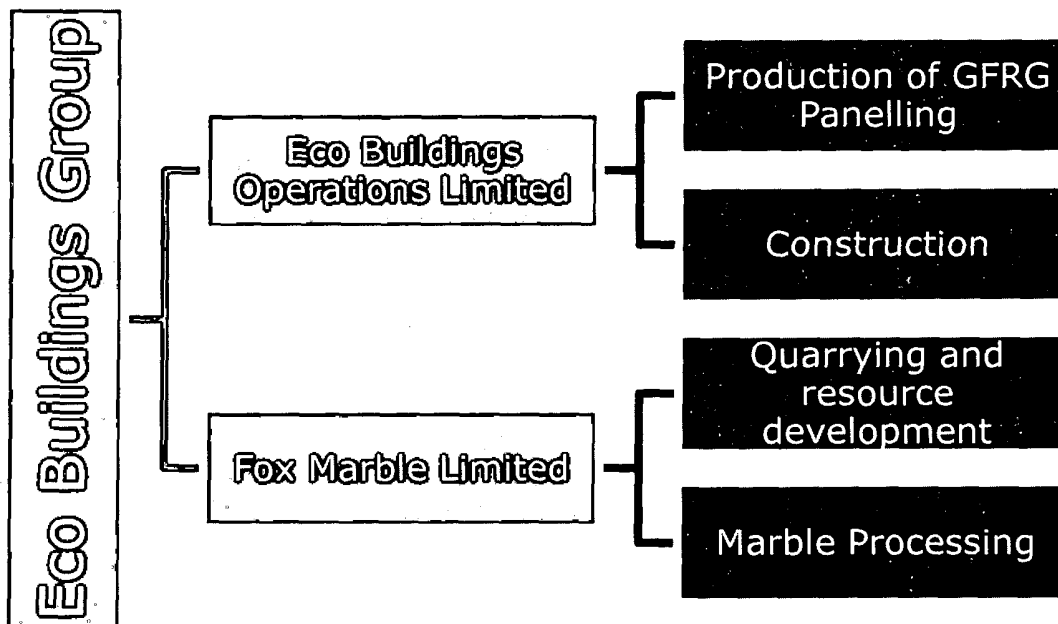 Eco Buildings Group
Eco Buildings
Operations Limited
Production of GFRG
Panelling
Construction
Fox Marble Limited
Quarrying and
resource
development
Marble Processing